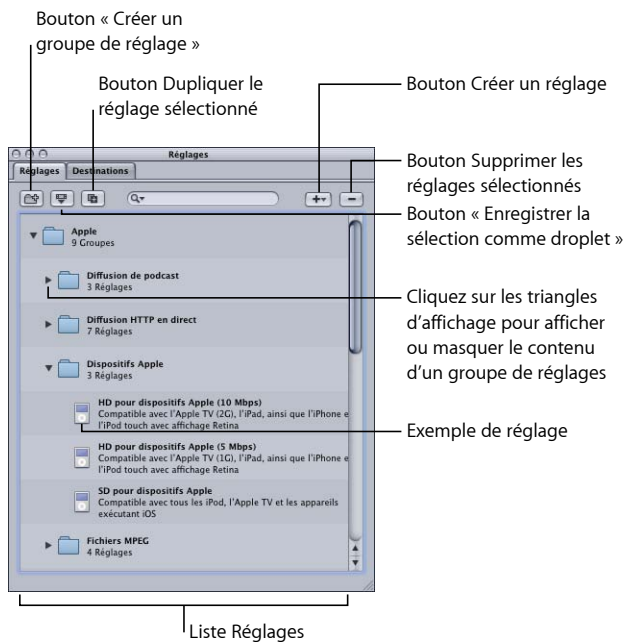 Bouton « Créer un
groupe de réglage »
Bouton Dupliquer le
réglage sélectionné
Bouton Créer un réglage
Réglages
Réglages
Destinations
Bouton Supprimer les
réglages sélectionnés
Bouton « Enregistrer la
sélection comme droplet »
Apple
9 Groupes
Diffusion de podcast
3 Réglages
Cliquez sur les triangles
d'affichage pour afficher
ou masquer le contenu
d'un groupe de réglages
Diffusion HTTP en direct
7 Réglages
Dispositifs Apple
3 Réglages
HD pour dispositifs Apple (10 Mbps)
Compatible avec l'Apple TV (2G), l'iPad, ainsi que l'iPhone e
l'iPod touch avec affichage Retina
Exemple de réglage
HD pour dispositifs Apple (5 Mbps)
Compatible avec l'Apple TV (1G), l'iPad, ainsi que l'iPhone e
l'iPod touch avec affichage Retina
SD pour dispositifs Apple
Compatible avec tous les iPod, l'Apple TV et les appareils
exécutant iOS
Fichiers MPEG
4 Réglages
Liste Réglages